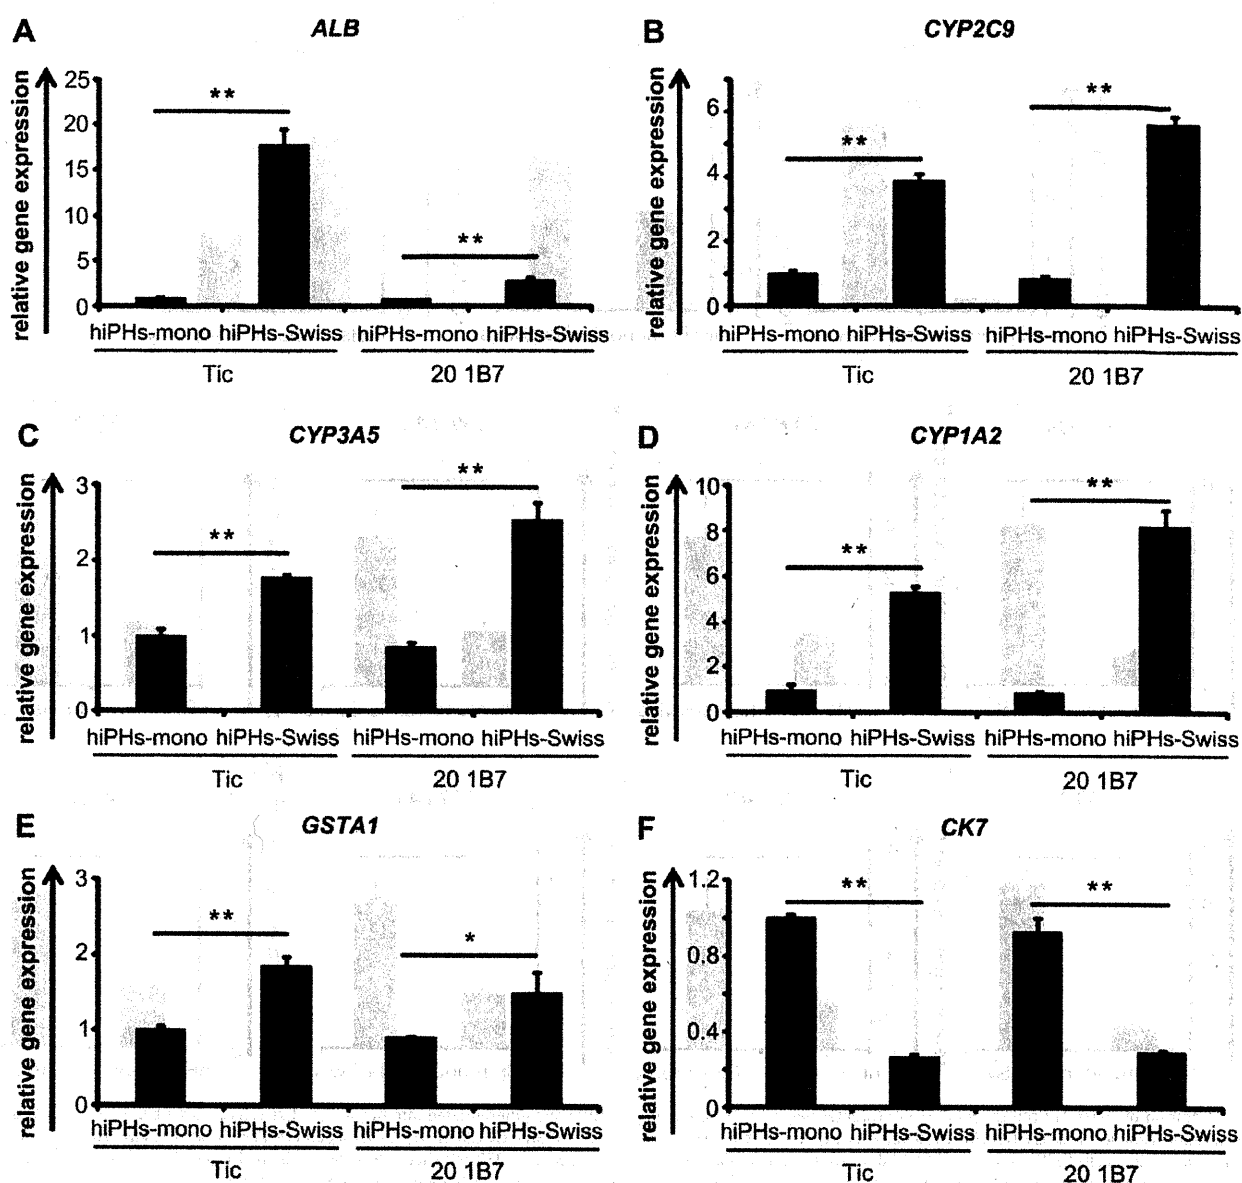 A
ALB
relative gene expression
25
20
15
10
5
0
**
**
hiPHs-mono hiPHs-Swiss hiPHs-mono hiPHs-Swiss
Tic
20 1B7
B
CYP2C9
relative gene expression
6
4
2
0
**
**
hiPHs-mono hiPHs-Swiss hiPHs-mono hiPHs-Swiss
Tic
20 1B7
C
CYP3A5
relative gene expression
3
2
1
0
**
**
hiPHs-mono hiPHs-Swiss hiPHs-mono hiPHs-Swiss
Tic
20 1B7
D
CYP1A2
relative gene expression
10
8
6
4
2
0
**
**
hiPHs-mono hiPHs-Swiss hiPHs-mono hiPHs-Swiss
Tic
20 1B7
E
GSTA1
relative gene expression
3
2
1
0
**
*
hiPHs-mono hiPHs-Swiss hiPHs-mono hiPHs-Swiss
Tic
20 1B7
F
CK7
relative gene expression
1.2
0.8
0.4
0
**
**
hiPHs-mono hiPHs-Swiss hiPHs-mono hiPHs-Swiss
Tic
20 1B7